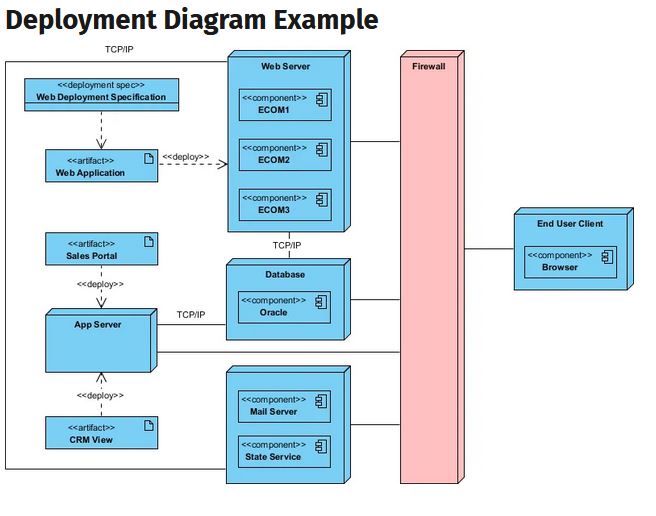 Deployment Diagram Example
TCP/IP
<<deployment spec>>
Web Deployment Specification
<<artifact>>
Web Application
<<deploy>>
Web Server
<<component>>
ECOM1
<<component>>
ECOM2
<<component>>
ECOM3
Firewall
<<artifact>>
Sales Portal
<<deploy>>
App Server
<<deploy>>
<<artifact>>
CRM View
TCP/IP
TCP/IP
Database
<<component>>
Oracle
<<component>>
Mail Server
<<component>>
State Service
End User Client
<<component>>
Browser